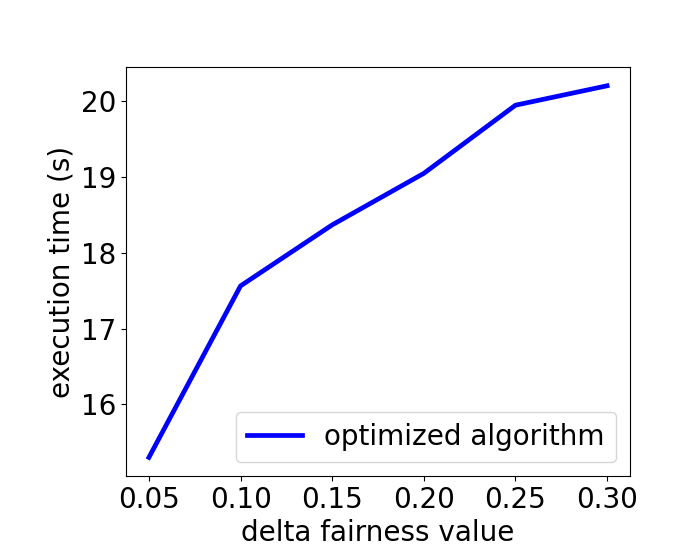 20
19
18
17
16
execution time (s)
optimized algorithm
0.05 0.10 0.15 0.20 0.25 0.30
delta fairness value